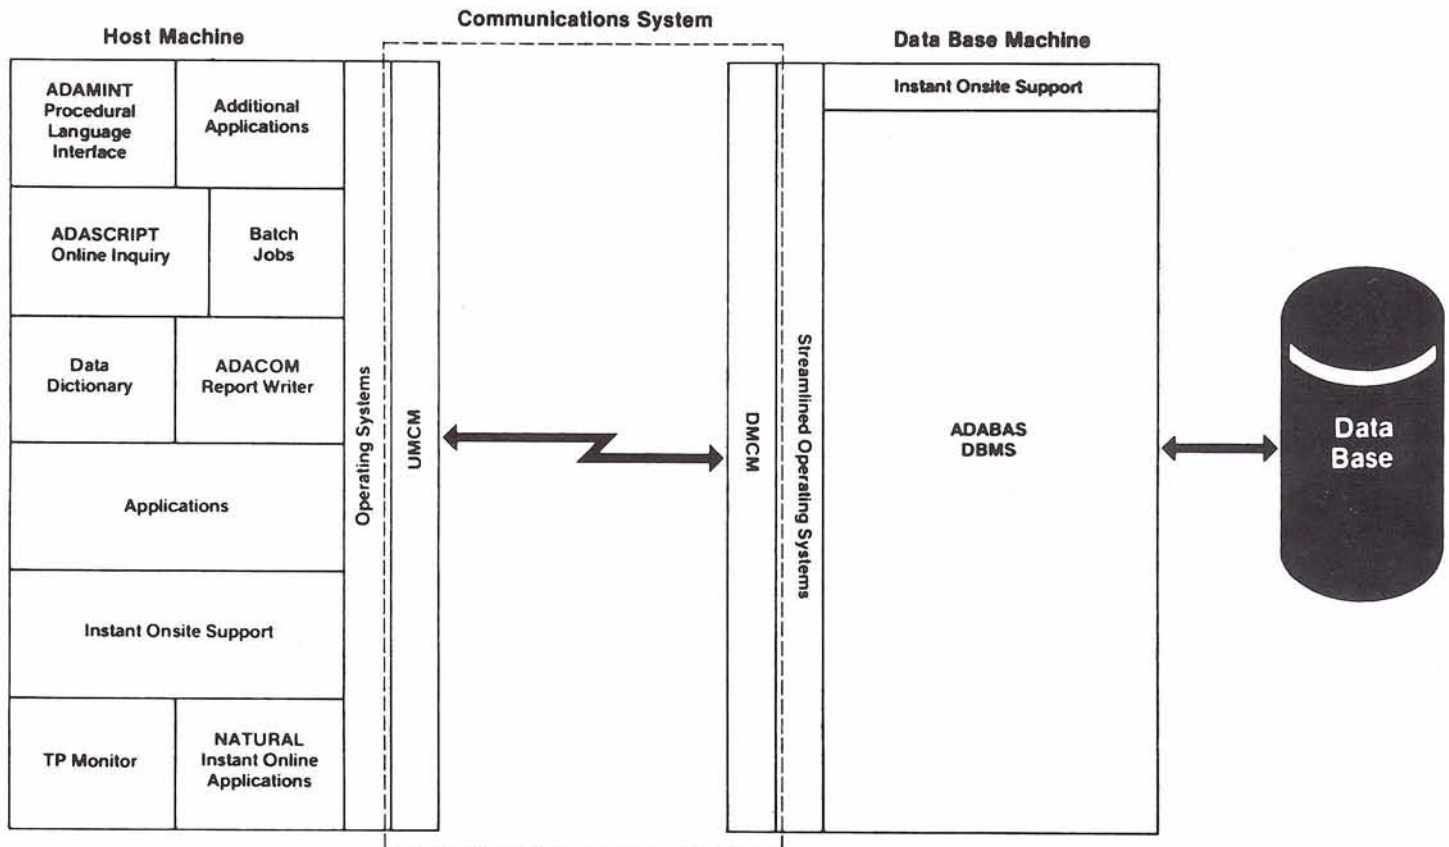 Communications System
Host Machine
Data Base Machine
ADAMINT
Procedural
Language
Interface
Additional
Applications
ADASCRIPT
Online Inquiry
Batch
Jobs
Data
Dictionary
ADACOM
Report Writer
Applications
Instant Onsite Support
TP Monitor
NATURAL
Instant Online
Applications
Operating Systems
UMCM
DMCM
Streamlined Operating Systems
Instant Onsite Support
ADABAS
DBMS
Data
Base